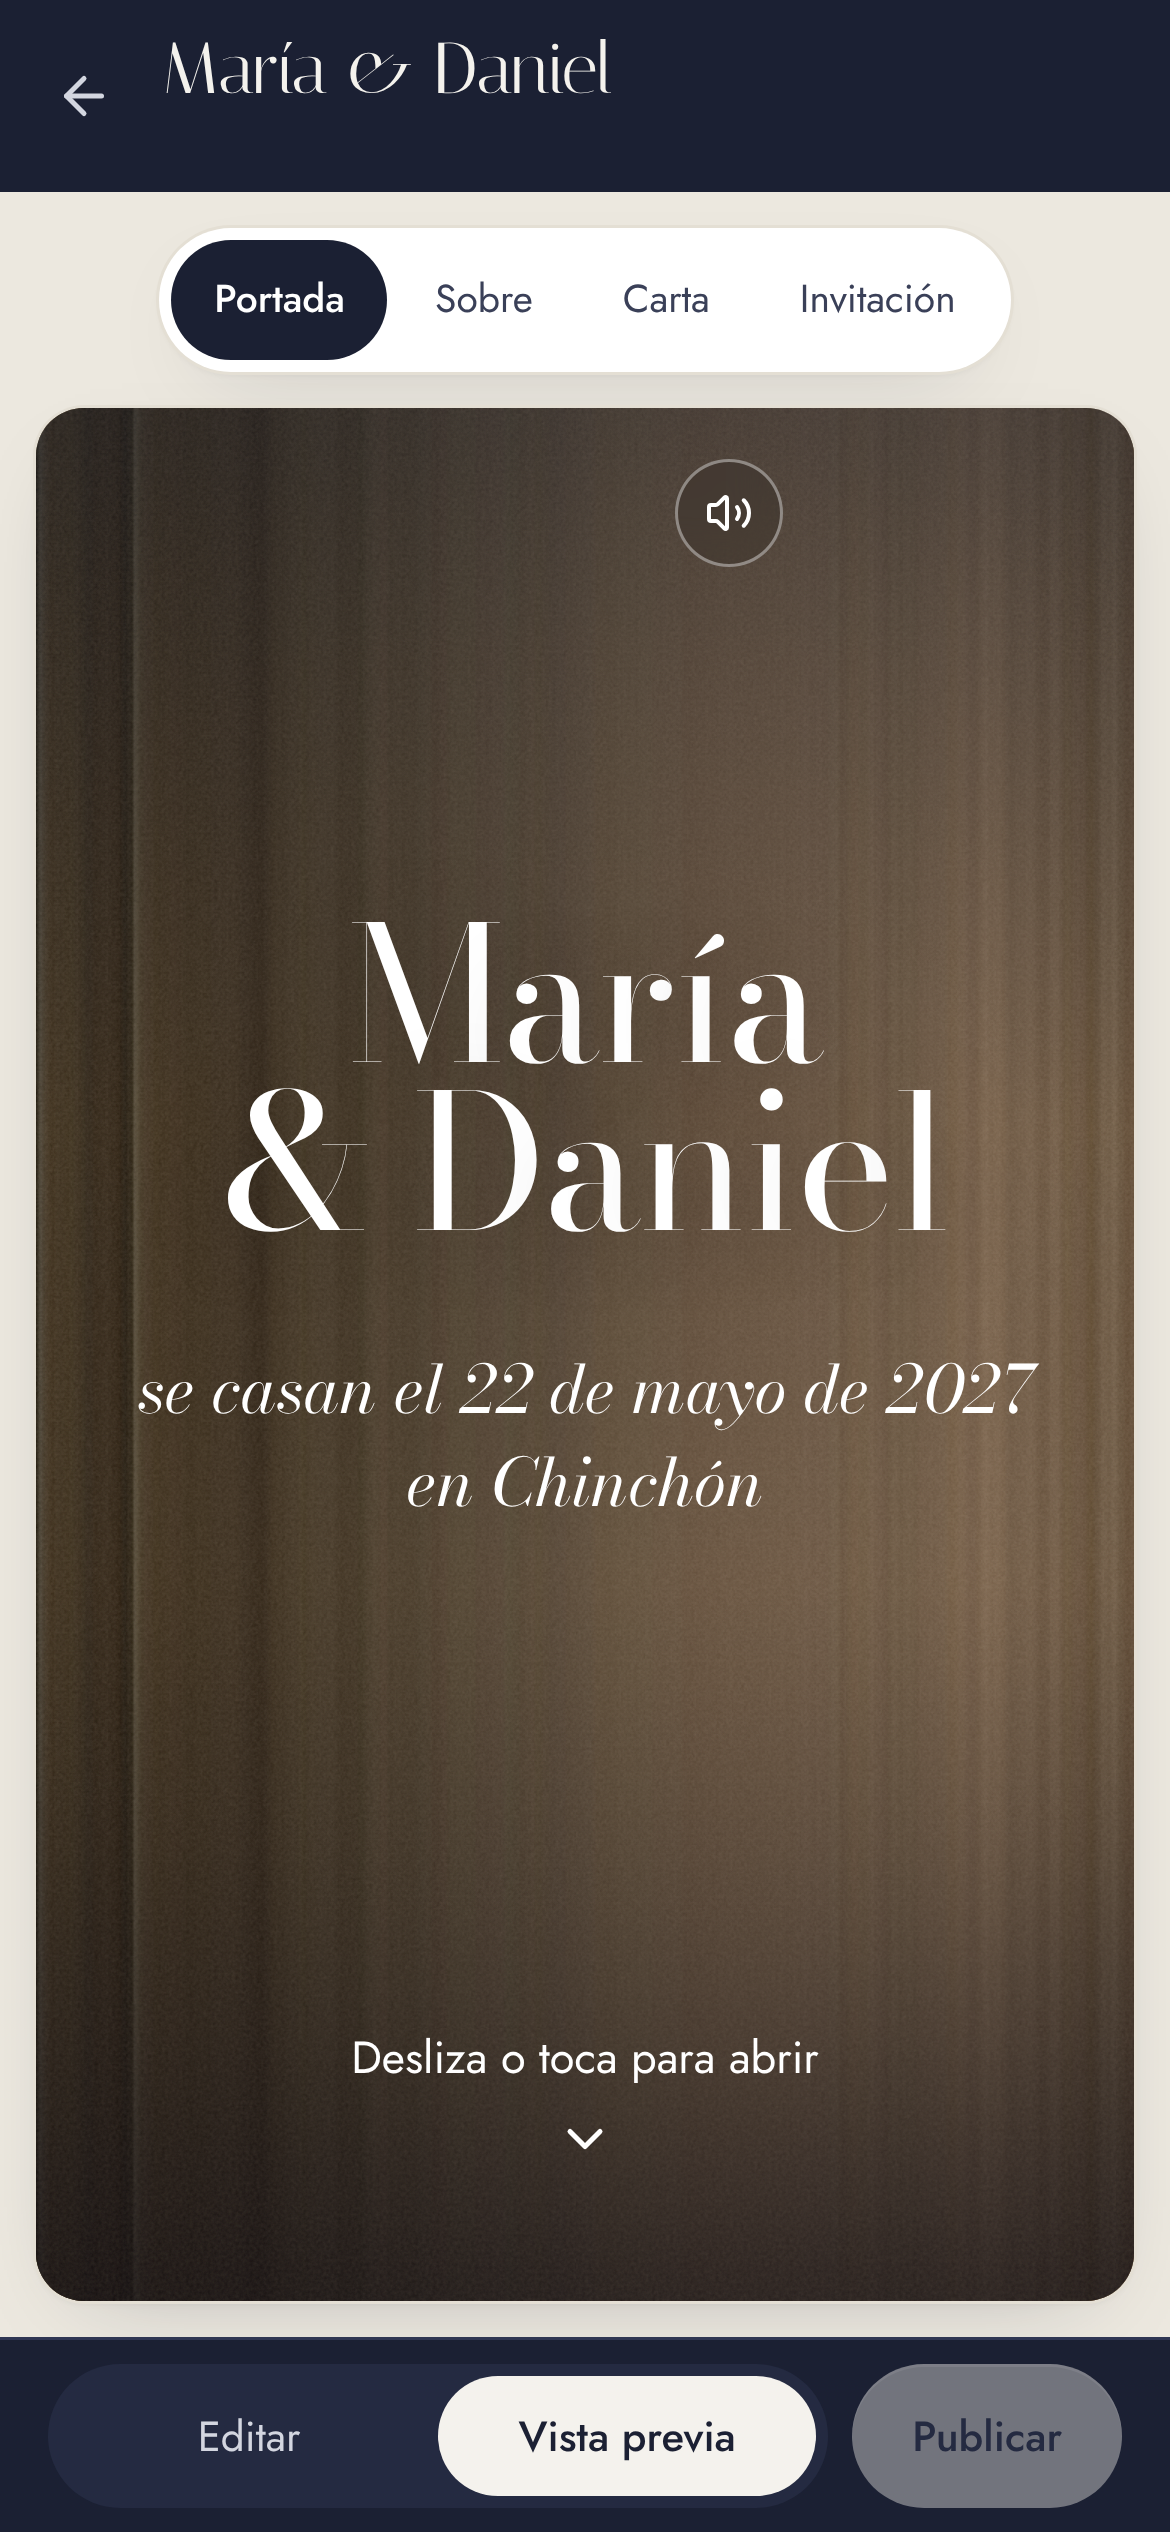 María & Daniel
Portada
Sobre
Carta
Invitación
María
& Daniel
se casan el 22 de mayo de 2027
en Chinchón
Desliza o toca para abrir
Editar
Vista previa
Publicar